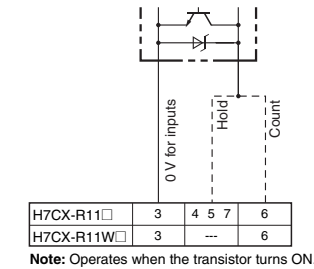 0 V for inputs
Hold
Count
H7CX-R11□ 3 4 5 7 6
H7CX-R11W□ 3 --- 6
Note: Operates when the transistor turns ON.